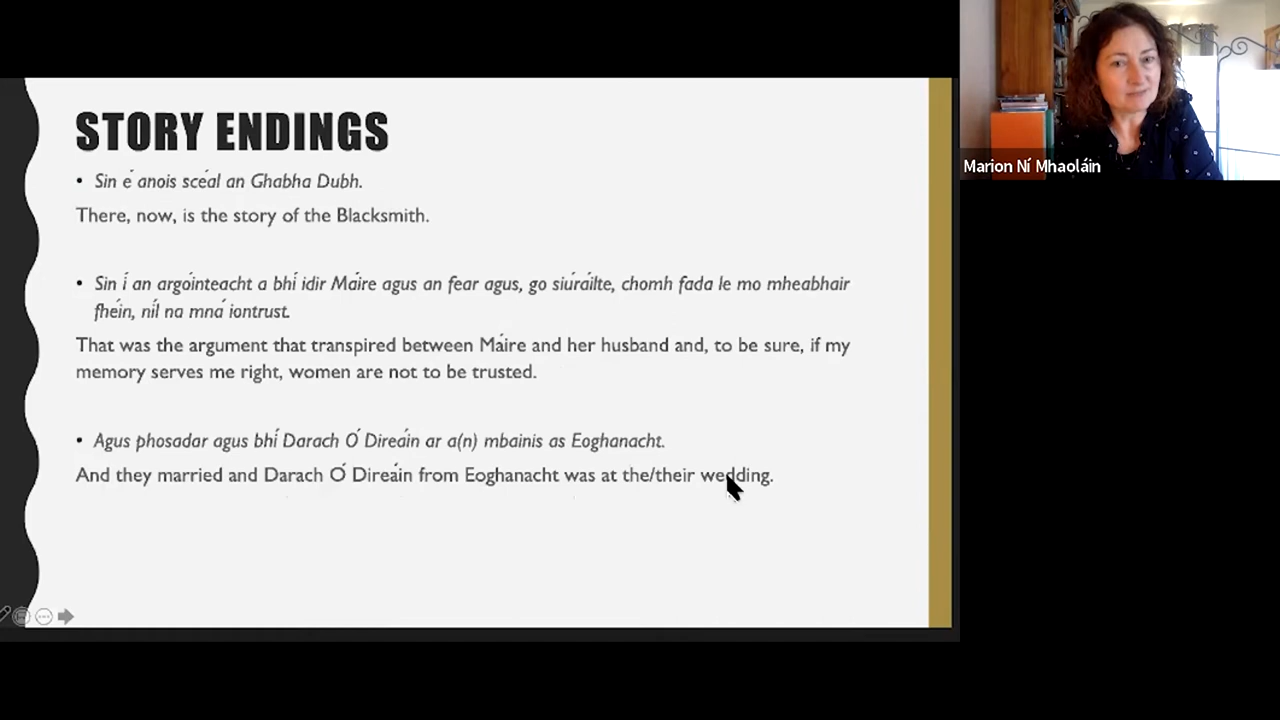 STORY ENDINGS
• Sin é anois scéal an Ghabha Dubh.
There, now, is the story of the Blacksmith.
• Sin í an argóinteacht a bhí idir Máire agus an fear agus, go siúráilte, chomh fada le mo mheabhair
fhéin, níl na mná iontrust.
That was the argument that transpired between Máire and her husband and, to be sure, if my
memory serves me right, women are not to be trusted.
• Agus phosadar agus bhí Darach Ó Direáin ar a(n) mbainis as Eoghanacht.
And they married and Darach Ó Direáin from Eoghanacht was at the/their wedding.
Marion Ní Mhaoláin